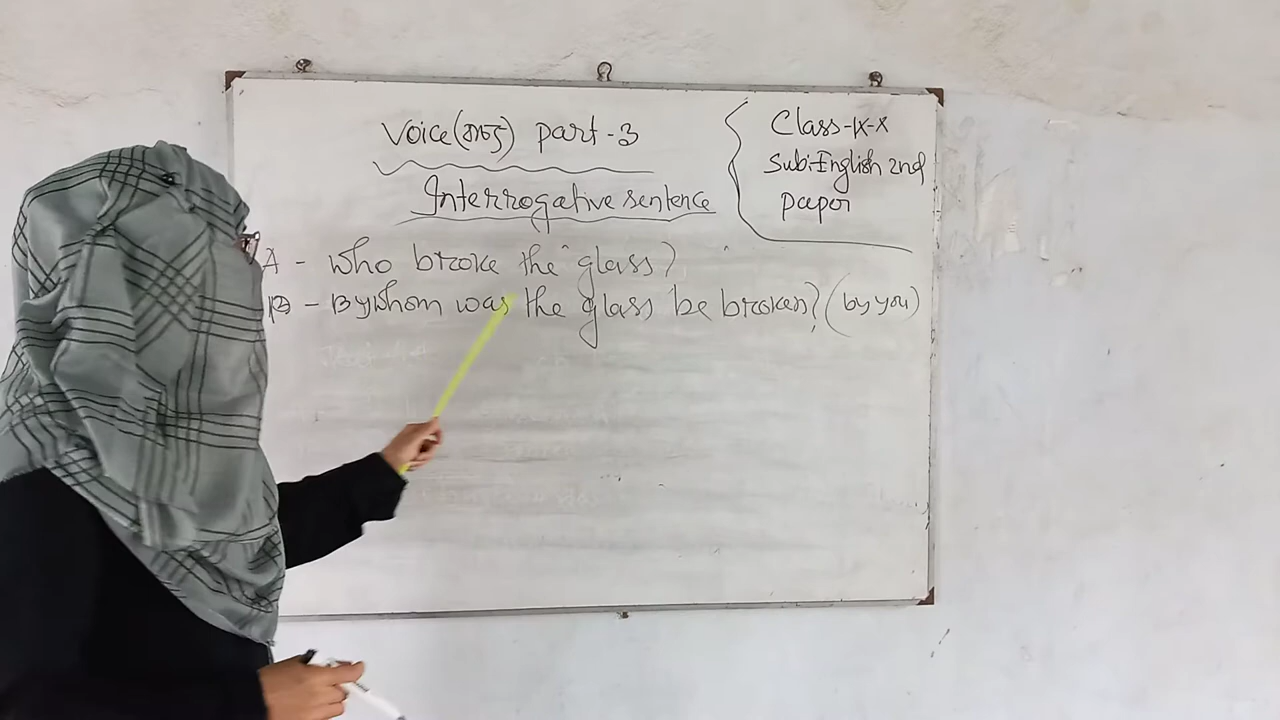 Voice(বাচ্য) part-3
Interrogative sentence
Class-IX-X
Sub:-English 2nd
paper
A - Who broke the glass?
B - By whom was the glass be broken? (by you)